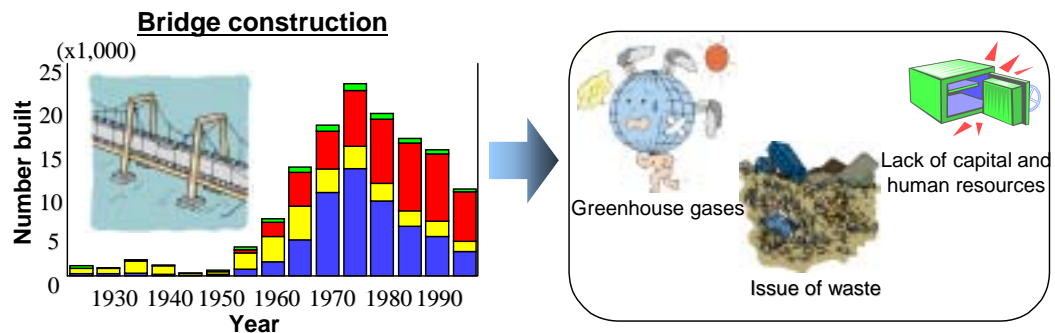 Bridge construction
(x1,000)
25
20
15
10
5
0
Number built
1930 1940 1950 1960 1970 1980 1990
Year
Greenhouse gases
Issue of waste
Lack of capital and
human resources